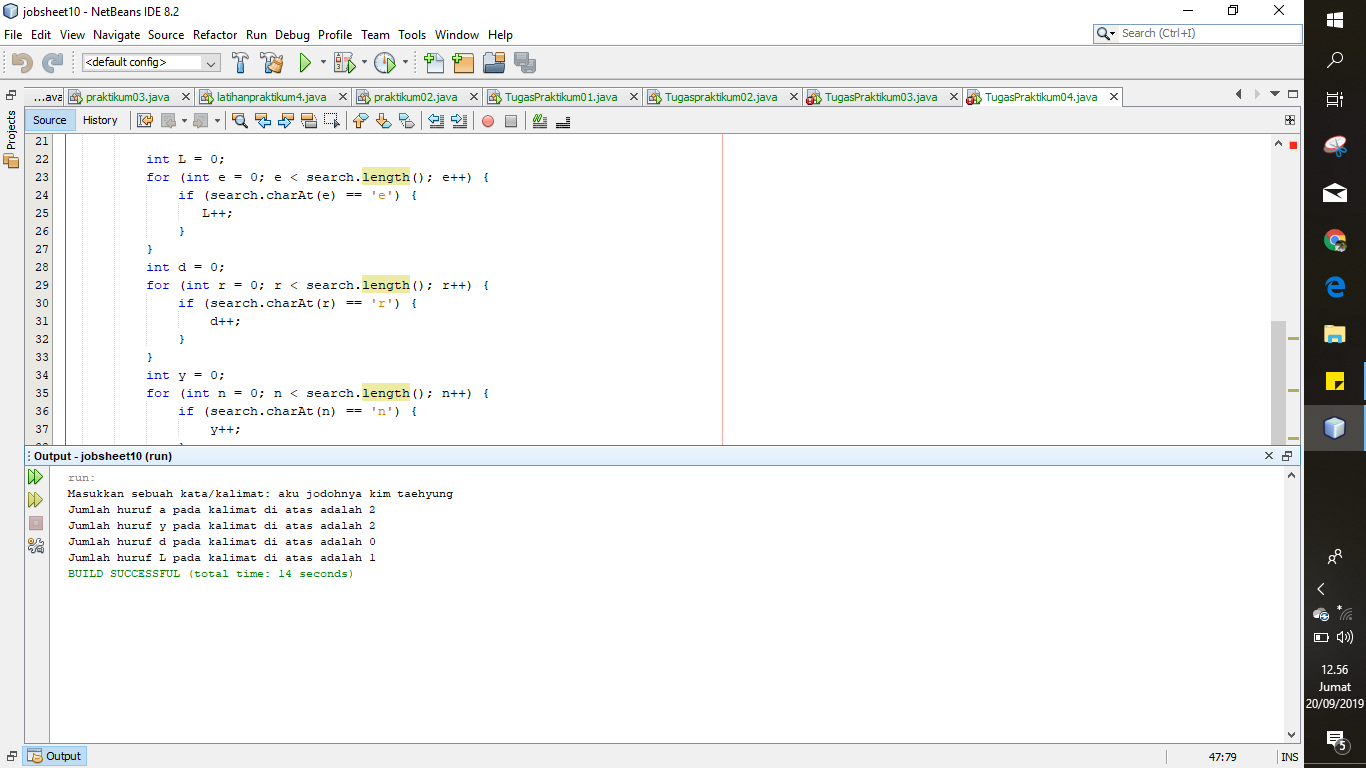 jobsheet10 - NetBeans IDE 8.2
File Edit View Navigate Source Refactor Run Debug Profile Team Tools Window Help
Search (Ctrl+I)
<default config>
...ava praktikum03.java latihanpraktikum4.java praktikum02.java TugasPraktikum01.java Tugaspraktikum02.java TugasPraktikum03.java TugasPraktikum04.java
Projects
Source History
21
22 int L = 0;
23 for (int e = 0; e < search.length(); e++) {
24 if (search.charAt(e) == 'e') {
25 L++;
26 }
27 }
28 int d = 0;
29 for (int r = 0; r < search.length(); r++) {
30 if (search.charAt(r) == 'r') {
31 d++;
32 }
33 }
34 int y = 0;
35 for (int n = 0; n < search.length(); n++) {
36 if (search.charAt(n) == 'n') {
37 y++;
Output - jobsheet10 (run)
run:
Masukkan sebuah kata/kalimat: aku jodohnya kim taehyung
Jumlah huruf a pada kalimat di atas adalah 2
Jumlah huruf y pada kalimat di atas adalah 2
Jumlah huruf d pada kalimat di atas adalah 0
Jumlah huruf L pada kalimat di atas adalah 1
BUILD SUCCESSFUL (total time: 14 seconds)
Output
47:79 INS
12.56
Jumat
20/09/2019
5